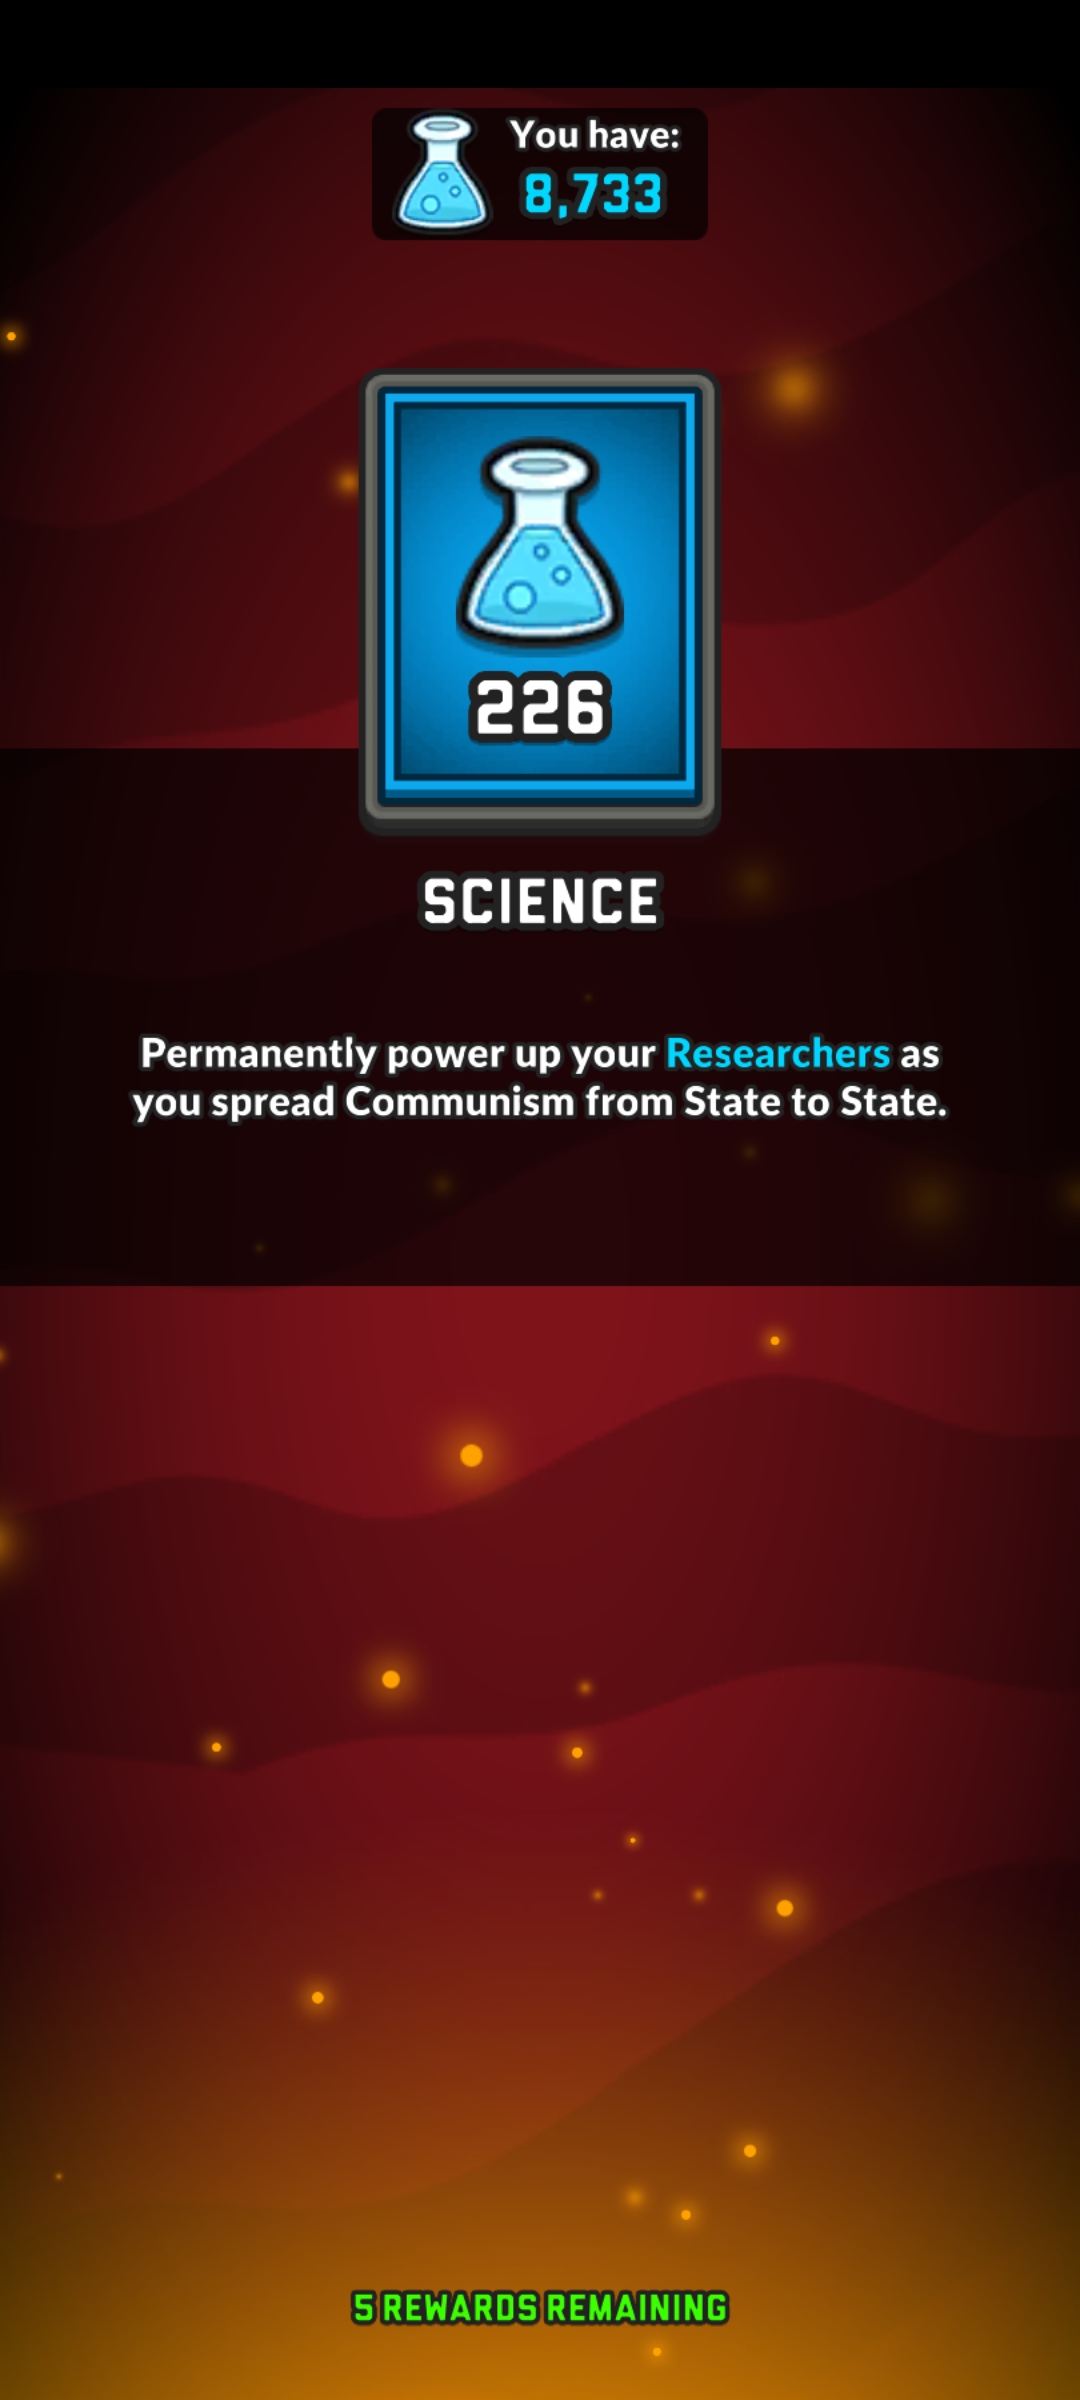 You have:
8,733
226
SCIENCE
Permanently power up your Researchers as
you spread Communism from State to State.
5 REWARDS REMAINING